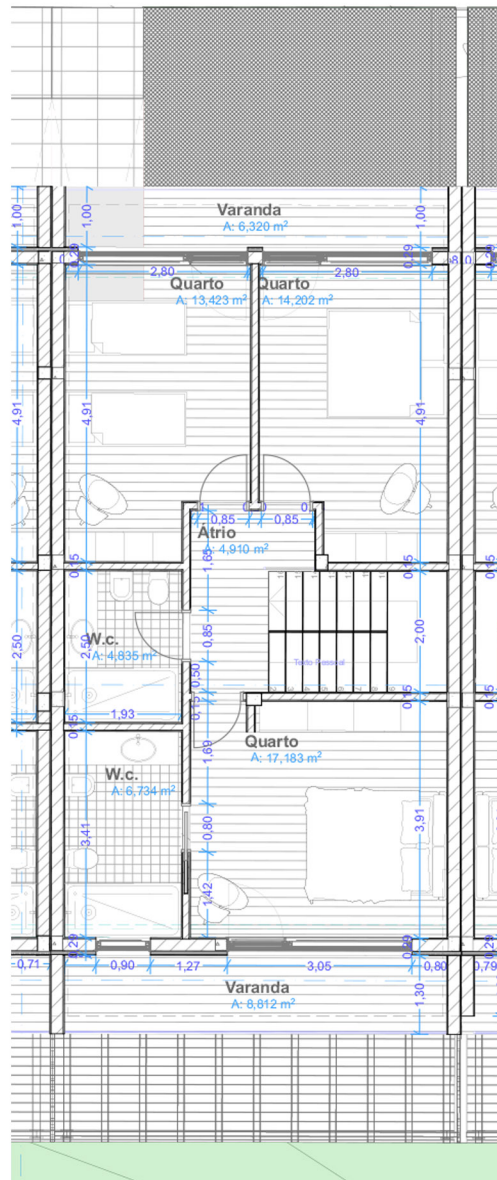 1,00
1,00
1,00
Varanda
A: 6,320 m²
0,29
0,29
0,29
2,80
2,80
Quarto
A: 13,423 m²
Quarto
A: 14,202 m²
4,91
4,91
4,91
0,85
0,85
Átrio
A: 4,910 m²
1,65
0,15
0,15
0,15
2,50
2,50
W.c.
A: 4,835 m²
0,85
2,00
0,50
1,93
0,15
0,15
0,15
0,15
Quarto
A: 17,183 m²
1,69
W.c.
A: 6,734 m²
3,41
0,80
3,91
1,42
0,29
0,29
0,29
0,71
0,90
1,27
3,05
0,80
0,79
Varanda
A: 8,812 m²
1,30